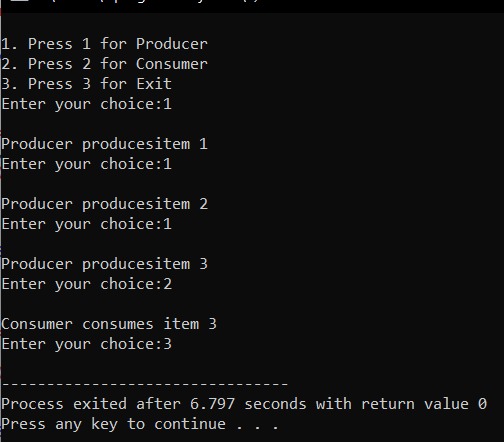 1. Press 1 for Producer
2. Press 2 for Consumer
3. Press 3 for Exit
Enter your choice:1
Producer producesitem 1
Enter your choice:1
Producer producesitem 2
Enter your choice:1
Producer producesitem 3
Enter your choice:2
Consumer consumes item 3
Enter your choice:3
--------------------------------
Process exited after 6.797 seconds with return value 0
Press any key to continue . . .